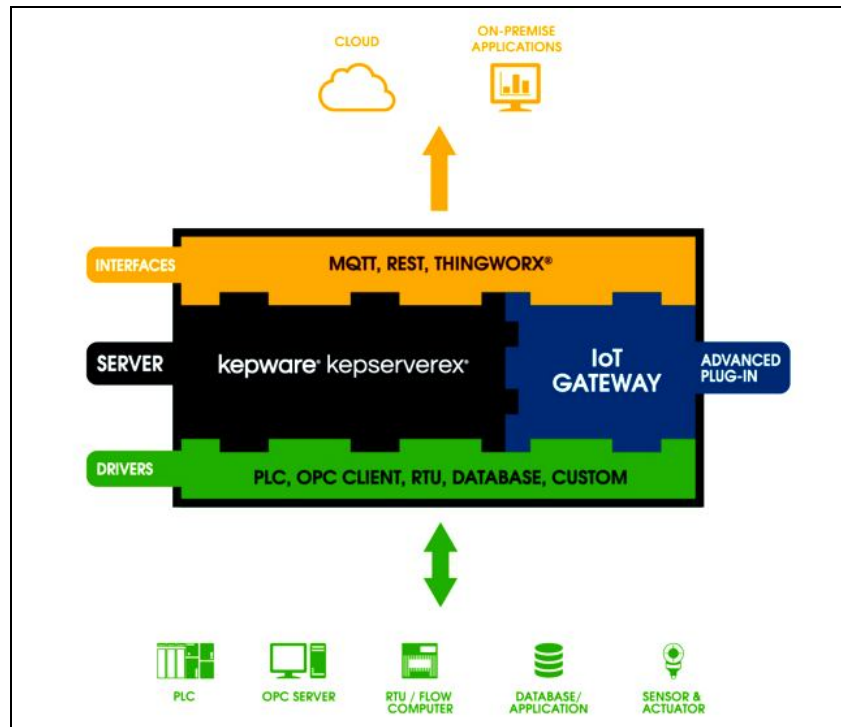 CLOUD
ON-PREMISE
APPLICATIONS
INTERFACES
MQTT, REST, THINGWORX®
SERVER
kepware® kepserverex®
IoT
GATEWAY
ADVANCED
PLUG-IN
DRIVERS
PLC, OPC CLIENT, RTU, DATABASE, CUSTOM
PLC
OPC SERVER
RTU / FLOW
COMPUTER
DATABASE/
APPLICATION
SENSOR &
ACTUATOR